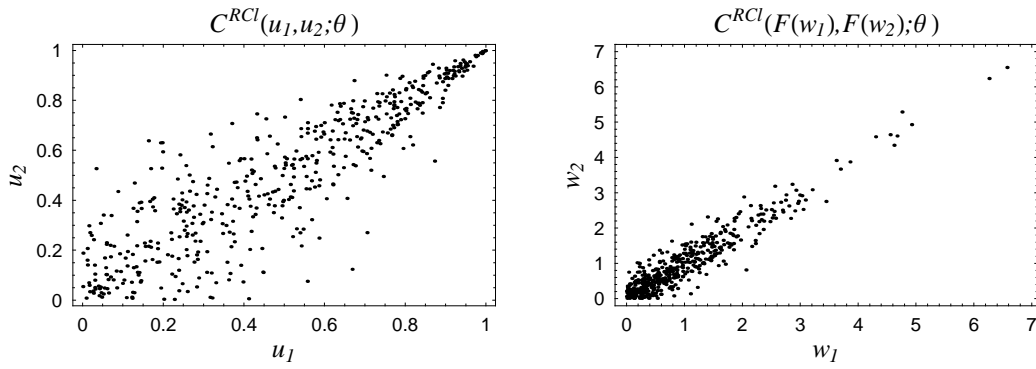 C^{RCl}(u_1,u_2;θ)
1
0.8
0.6
0.4
0.2
0
u_2
0 0.2 0.4 0.6 0.8 1
u_1
C^{RCl}(F(w_1),F(w_2);θ)
7
6
5
4
3
2
1
0
w_2
0 1 2 3 4 5 6 7
w_1